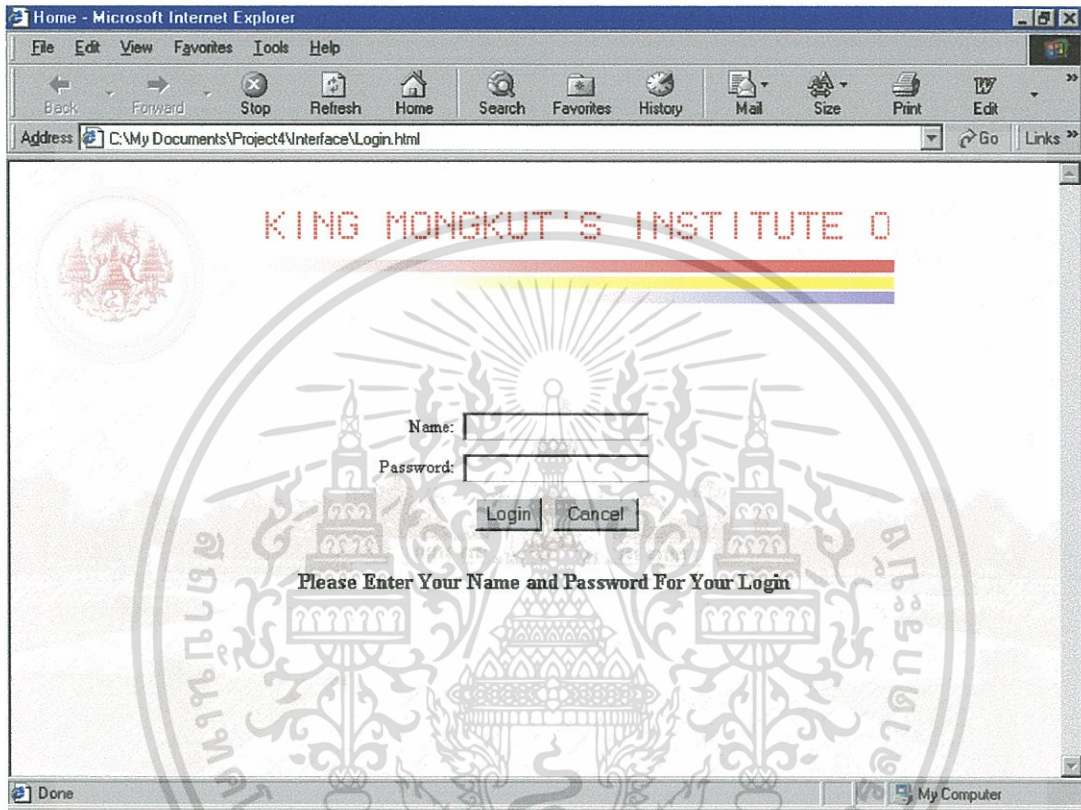 Home - Microsoft Internet Explorer
File Edit View Favorites Tools Help
Back Forward Stop Refresh Home Search Favorites History Mail Size Print Edit »
Address C:\My Documents\Project4\Interface\Login.html Go Links »
KING MONGKUT'S INSTITUTE O
Name:
Password:
Login Cancel
Please Enter Your Name and Password For Your Login
Done My Computer